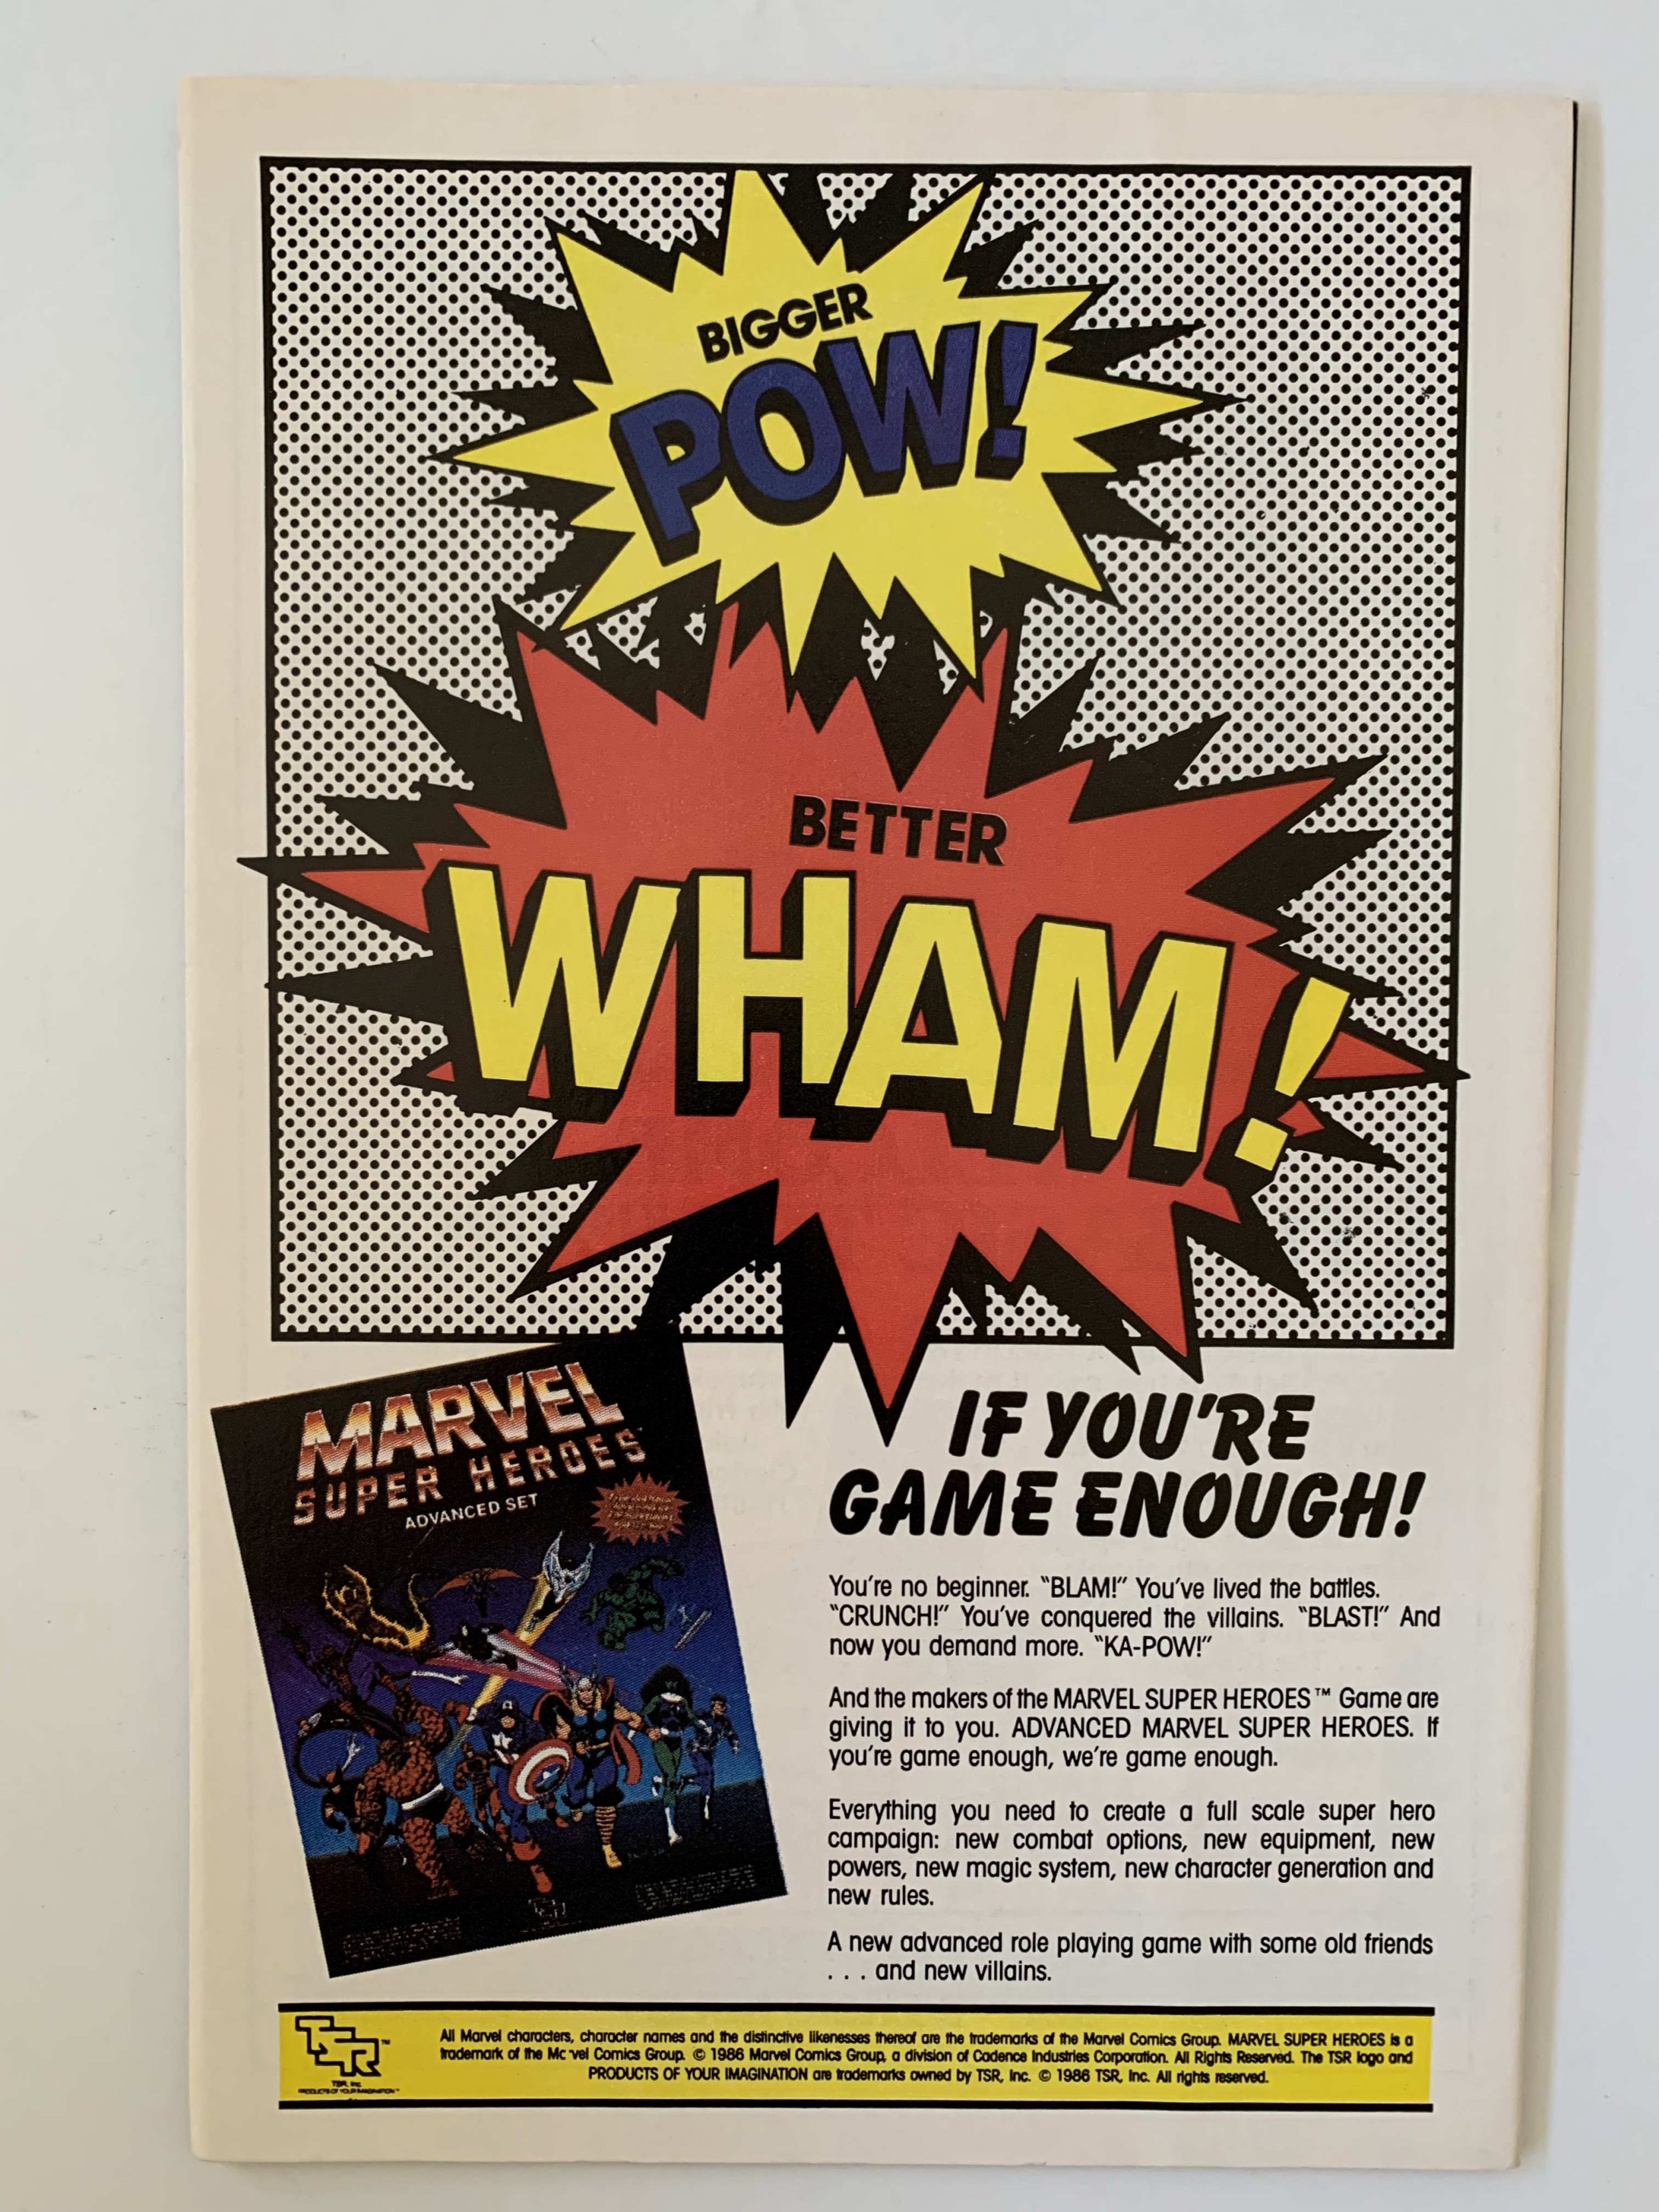 BIGGER
POW!
BETTER
WHAM!
MARVEL
SUPER HEROES
ADVANCED SET
IF YOU'RE
GAME ENOUGH!
You're no beginner. "BLAM!" You've lived the battles.
"CRUNCH!" You've conquered the villains. "BLAST!" And
now you demand more. "KA-POW!"
And the makers of the MARVEL SUPER HEROES™ Game are
giving it to you. ADVANCED MARVEL SUPER HEROES. If
you're game enough, we're game enough.
Everything you need to create a full scale super hero
campaign: new combat options, new equipment, new
powers, new magic system, new character generation and
new rules.
A new advanced role playing game with some old friends
. . . and new villains.
TSR™
TSR, Inc.
PRODUCTS OF YOUR IMAGINATION™
All Marvel characters, character names and the distinctive likenesses thereof are the trademarks of the Marvel Comics Group. MARVEL SUPER HEROES is a
trademark of the Mc vel Comics Group. © 1986 Marvel Comics Group, a division of Cadence Industries Corporation. All Rights Reserved. The TSR logo and
PRODUCTS OF YOUR IMAGINATION are trademarks owned by TSR, Inc. © 1986 TSR, Inc. All rights reserved.